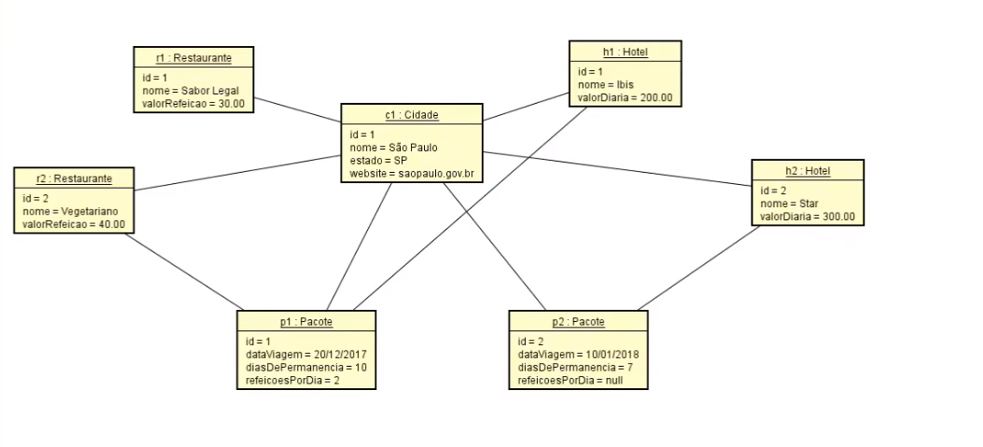 r1 : Restaurante
id = 1
nome = Sabor Legal
valorRefeicao = 30.00
h1 : Hotel
id = 1
nome = Ibis
valorDiaria = 200.00
c1 : Cidade
id = 1
nome = São Paulo
estado = SP
website = saopaulo.gov.br
r2 : Restaurante
id = 2
nome = Vegetariano
valorRefeicao = 40.00
h2 : Hotel
id = 2
nome = Star
valorDiaria = 300.00
p1 : Pacote
id = 1
dataViagem = 20/12/2017
diasDePermanencia = 10
refeicoesPorDia = 2
p2 : Pacote
id = 2
dataViagem = 10/01/2018
diasDePermanencia = 7
refeicoesPorDia = null